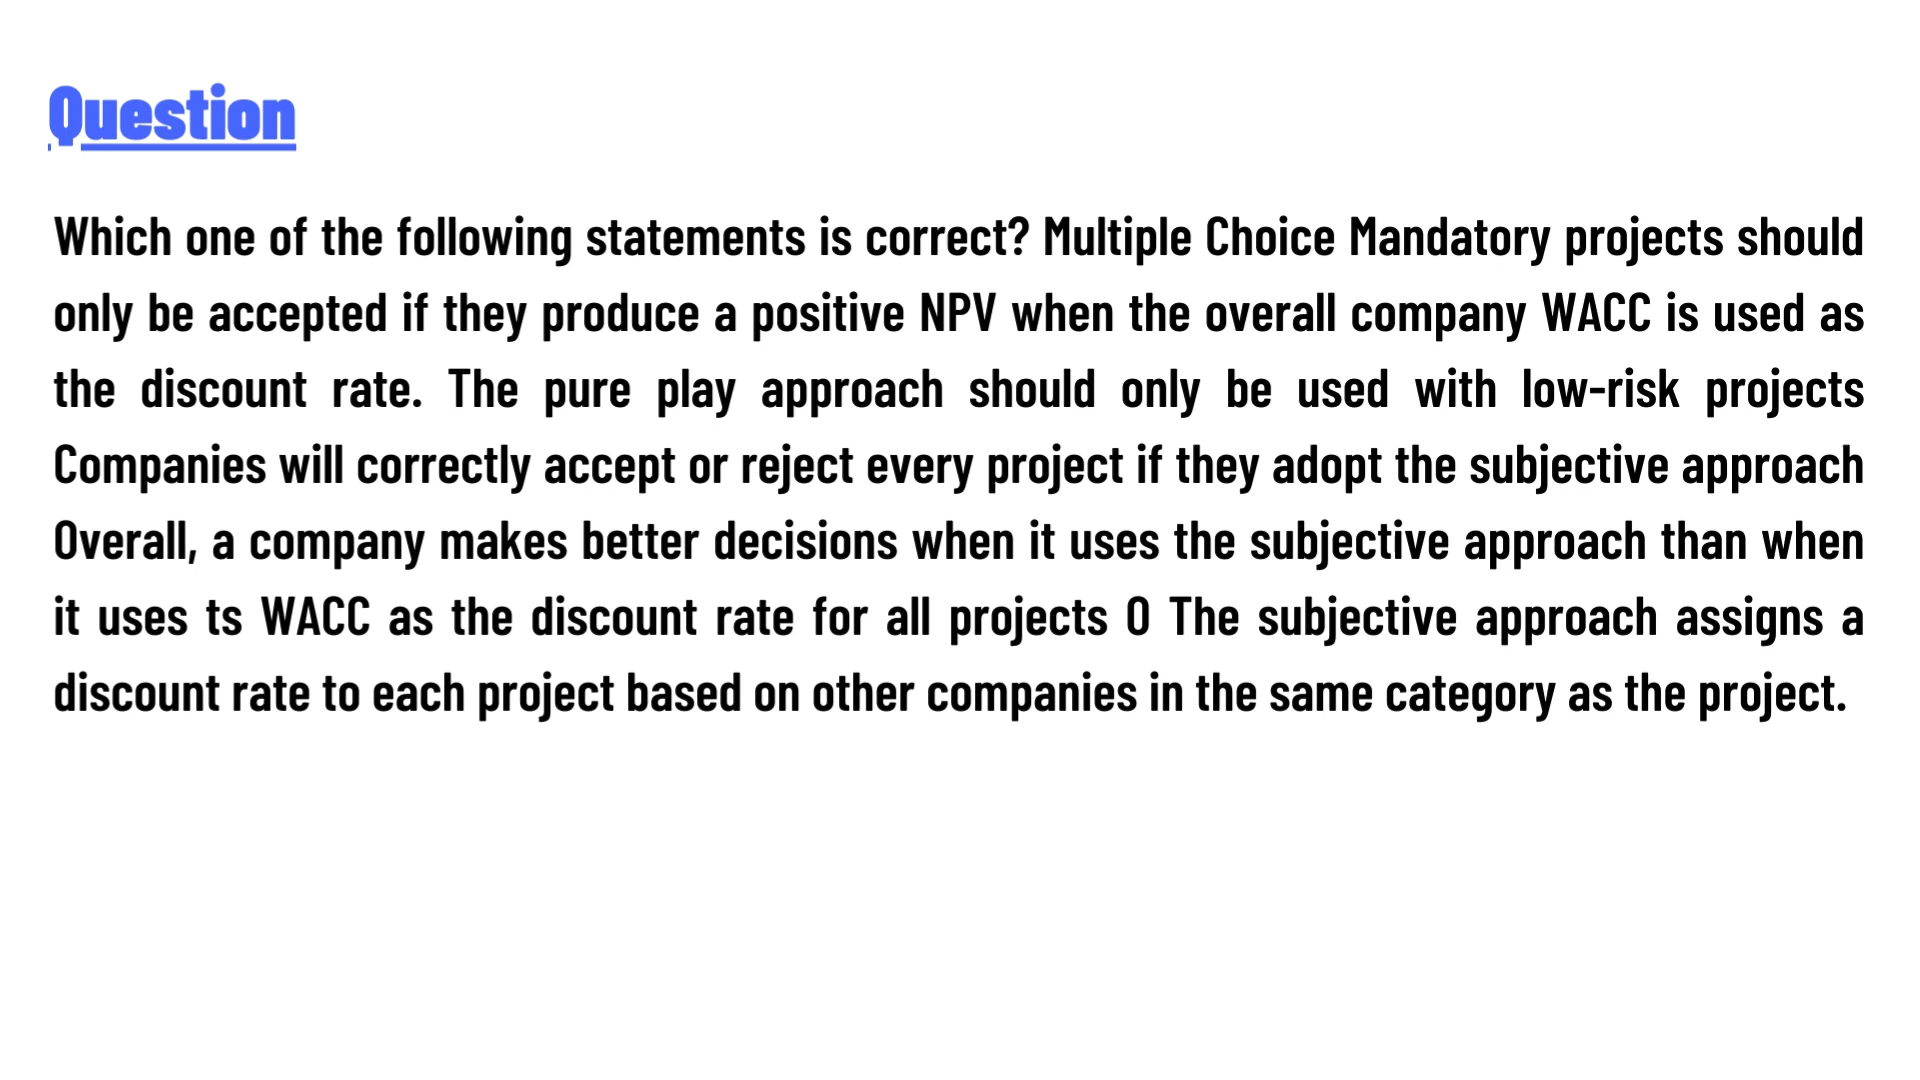 Question
Which one of the following statements is correct? Multiple Choice Mandatory projects should
only be accepted if they produce a positive NPV when the overall company WACC is used as
the discount rate. The pure play approach should only be used with low-risk projects
Companies will correctly accept or reject every project if they adopt the subjective approach
Overall, a company makes better decisions when it uses the subjective approach than when
it uses ts WACC as the discount rate for all projects 0 The subjective approach assigns a
discount rate to each project based on other companies in the same category as the project.